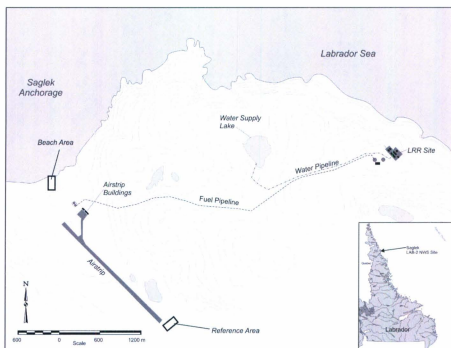 Labrador Sea
Saglek
Anchorage
Beach Area
Water Supply
Lake
LRR Site
Water Pipeline
Airstrip
Buildings
Fuel Pipeline
Airstrip
Reference Area
N
600 0 600 1200 m
Scale
Saglek
LAB-2 NWS Site
Labrador